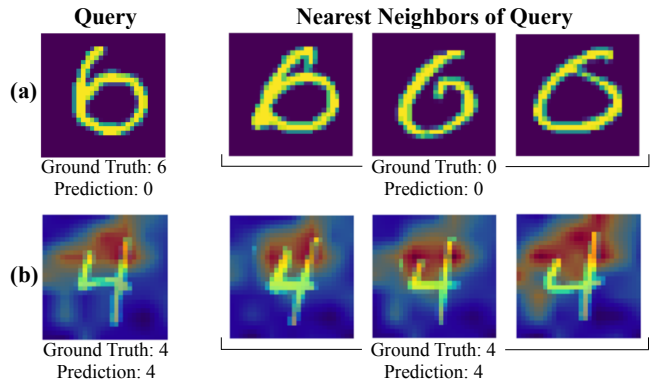 Query Nearest Neighbors of Query
(a)
Ground Truth: 6 Ground Truth: 0
Prediction: 0 Prediction: 0
(b)
Ground Truth: 4 Ground Truth: 4
Prediction: 4 Prediction: 4